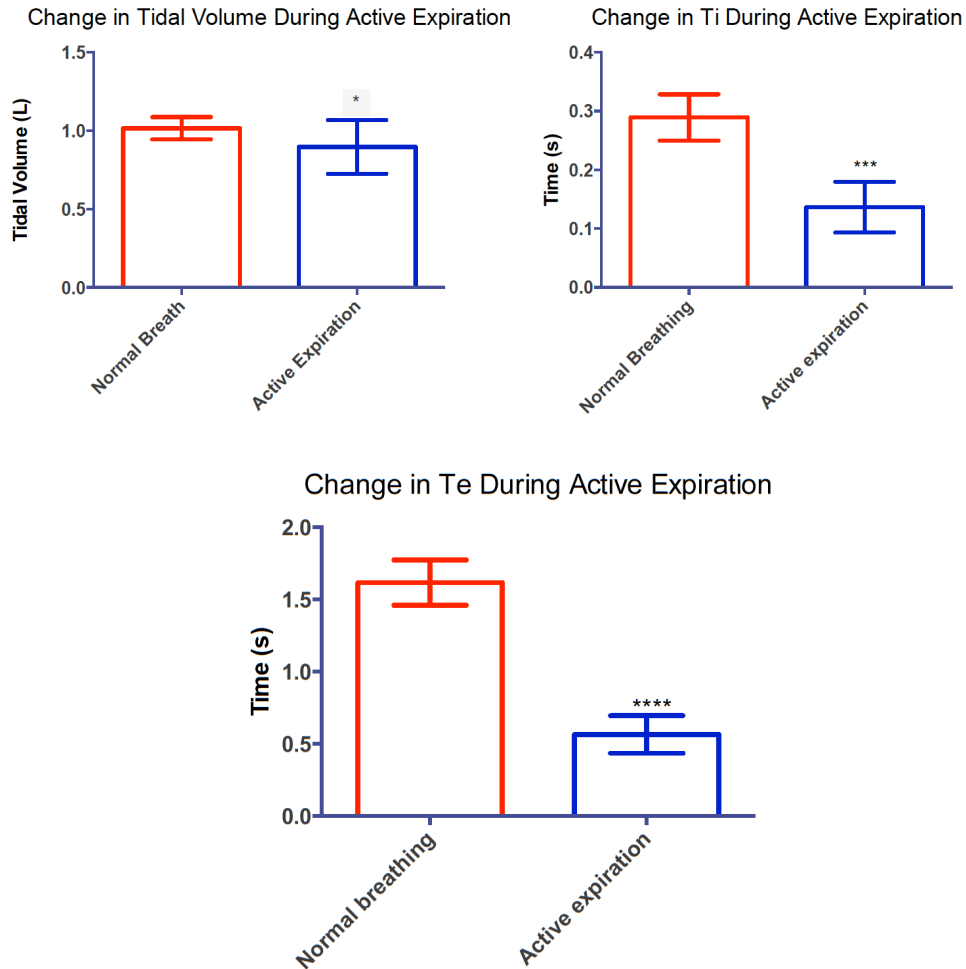 Change in Tidal Volume During Active Expiration
Tidal Volume (L)
1.5
1.0
0.5
0.0
*
Normal Breath
Active Expiration
Change in Ti During Active Expiration
Time (s)
0.4
0.3
0.2
0.1
0.0
***
Normal Breathing
Active expiration
Change in Te During Active Expiration
Time (s)
2.0
1.5
1.0
0.5
0.0
****
Normal breathing
Active expiration